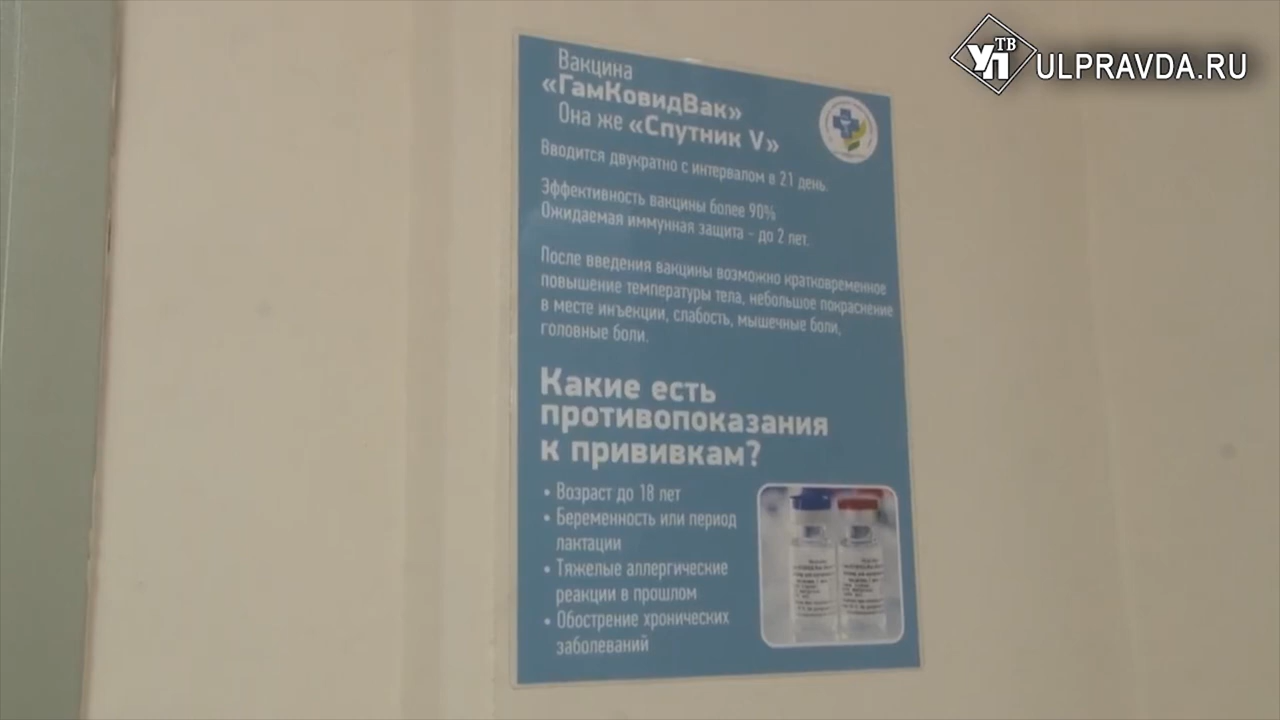 УП ТВ ULPRAVDA.RU
Вакцина
«ГамКовидВак»
Она же «Спутник V»
Вводится двукратно с интервалом в 21 день.
Эффективность вакцины более 90%
Ожидаемая иммунная защита - до 2 лет.
После введения вакцины возможно кратковременное
повышение температуры тела, небольшое покраснение
в месте инъекции, слабость, мышечные боли,
головные боли.
Какие есть
противопоказания
к прививкам?
• Возраст до 18 лет
• Беременность или период
лактации
• Тяжелые аллергические
реакции в прошлом
• Обострение хронических
заболеваний